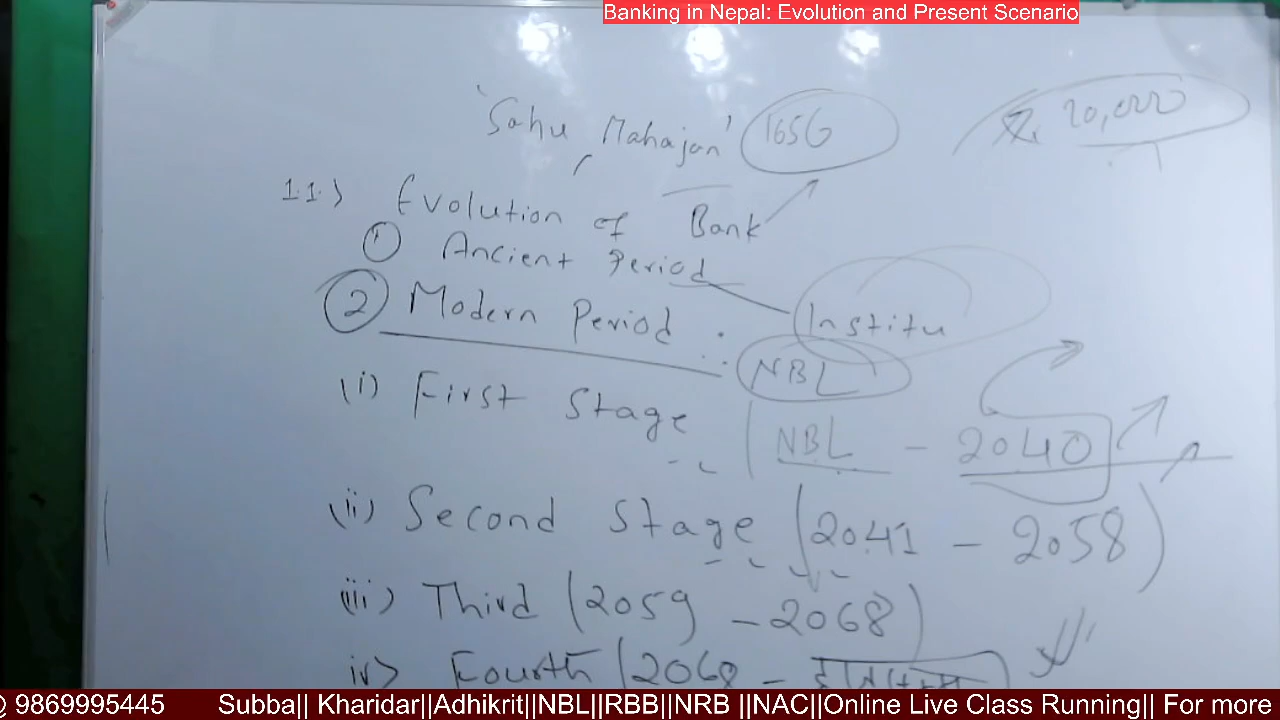 Banking in Nepal: Evolution and Present Scenario
'Sahu Mahajan' 1656
20,000
1.1.) Evolution of Bank
① Ancient Period
② Modern Period : Institu
NBL
(i) First Stage (NBL - 2040)
(ii) Second Stage (2041 - 2058)
(iii) Third (2059 - 2068)
iv) Fourth (2068 -
9869995445 Subba|| Kharidar||Adhikrit||NBL||RBB||NRB ||NAC||Online Live Class Running|| For more